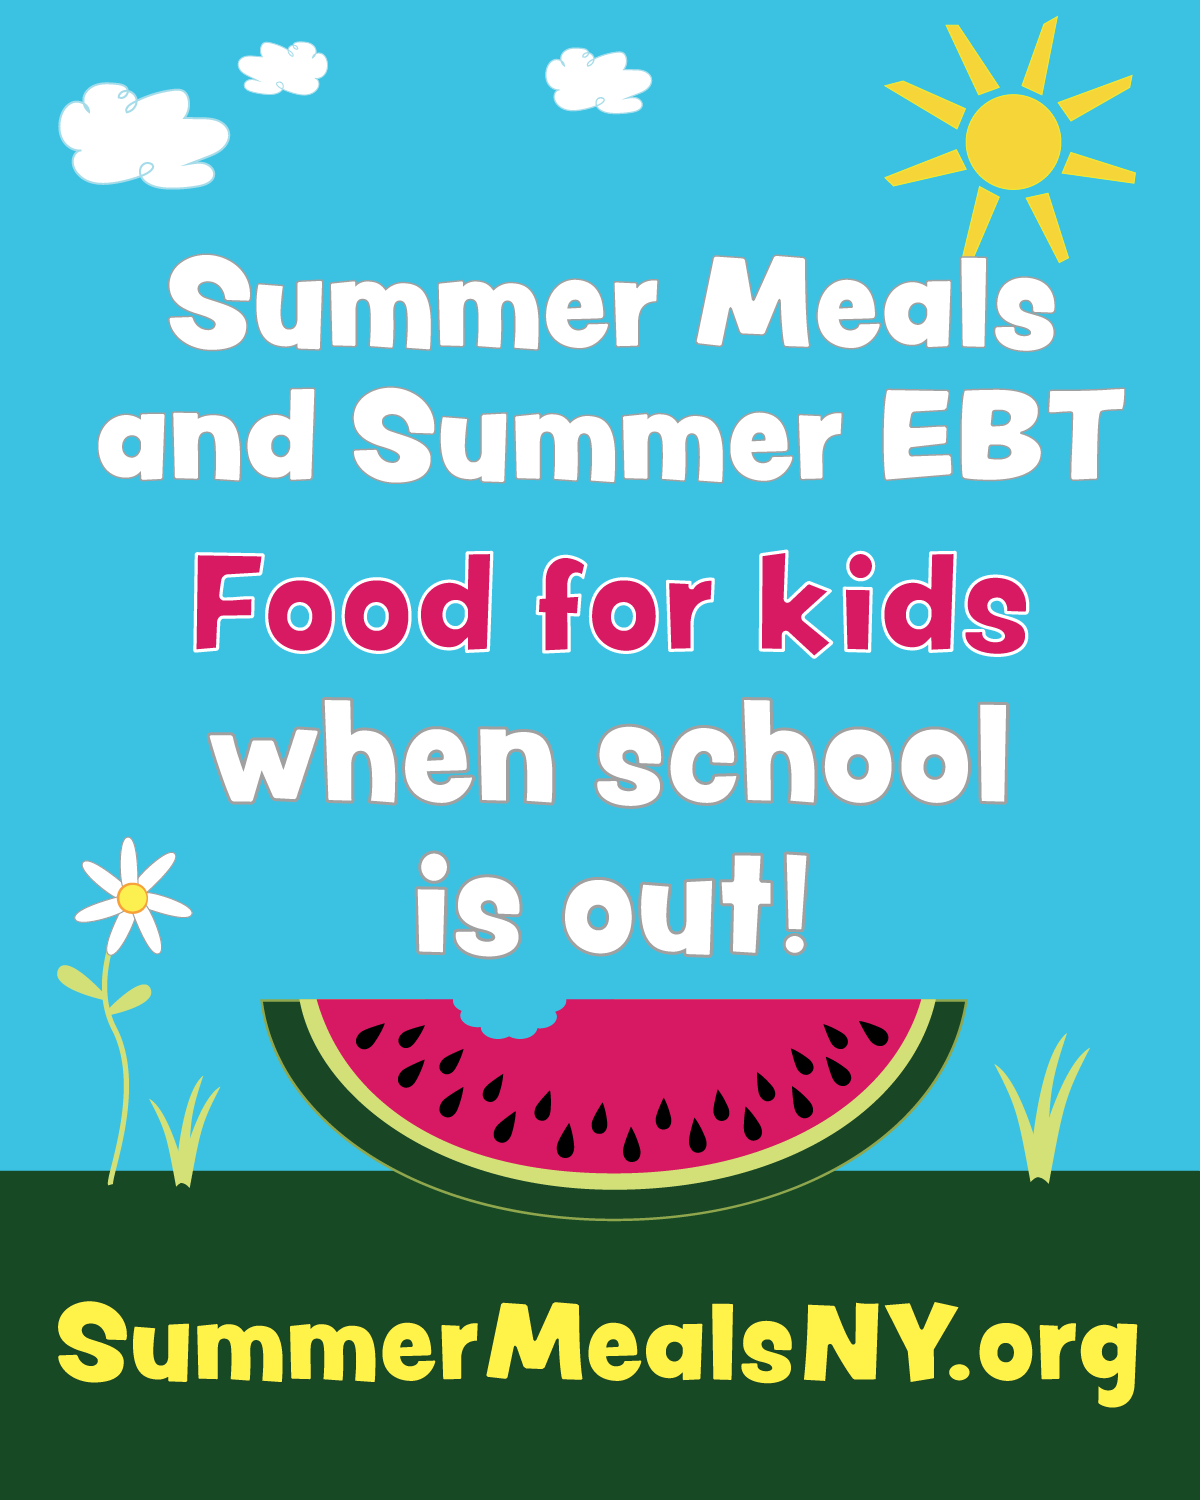 Summer Meals
and Summer EBT
Food for kids
when school
is out!
SummerMealsNY.org